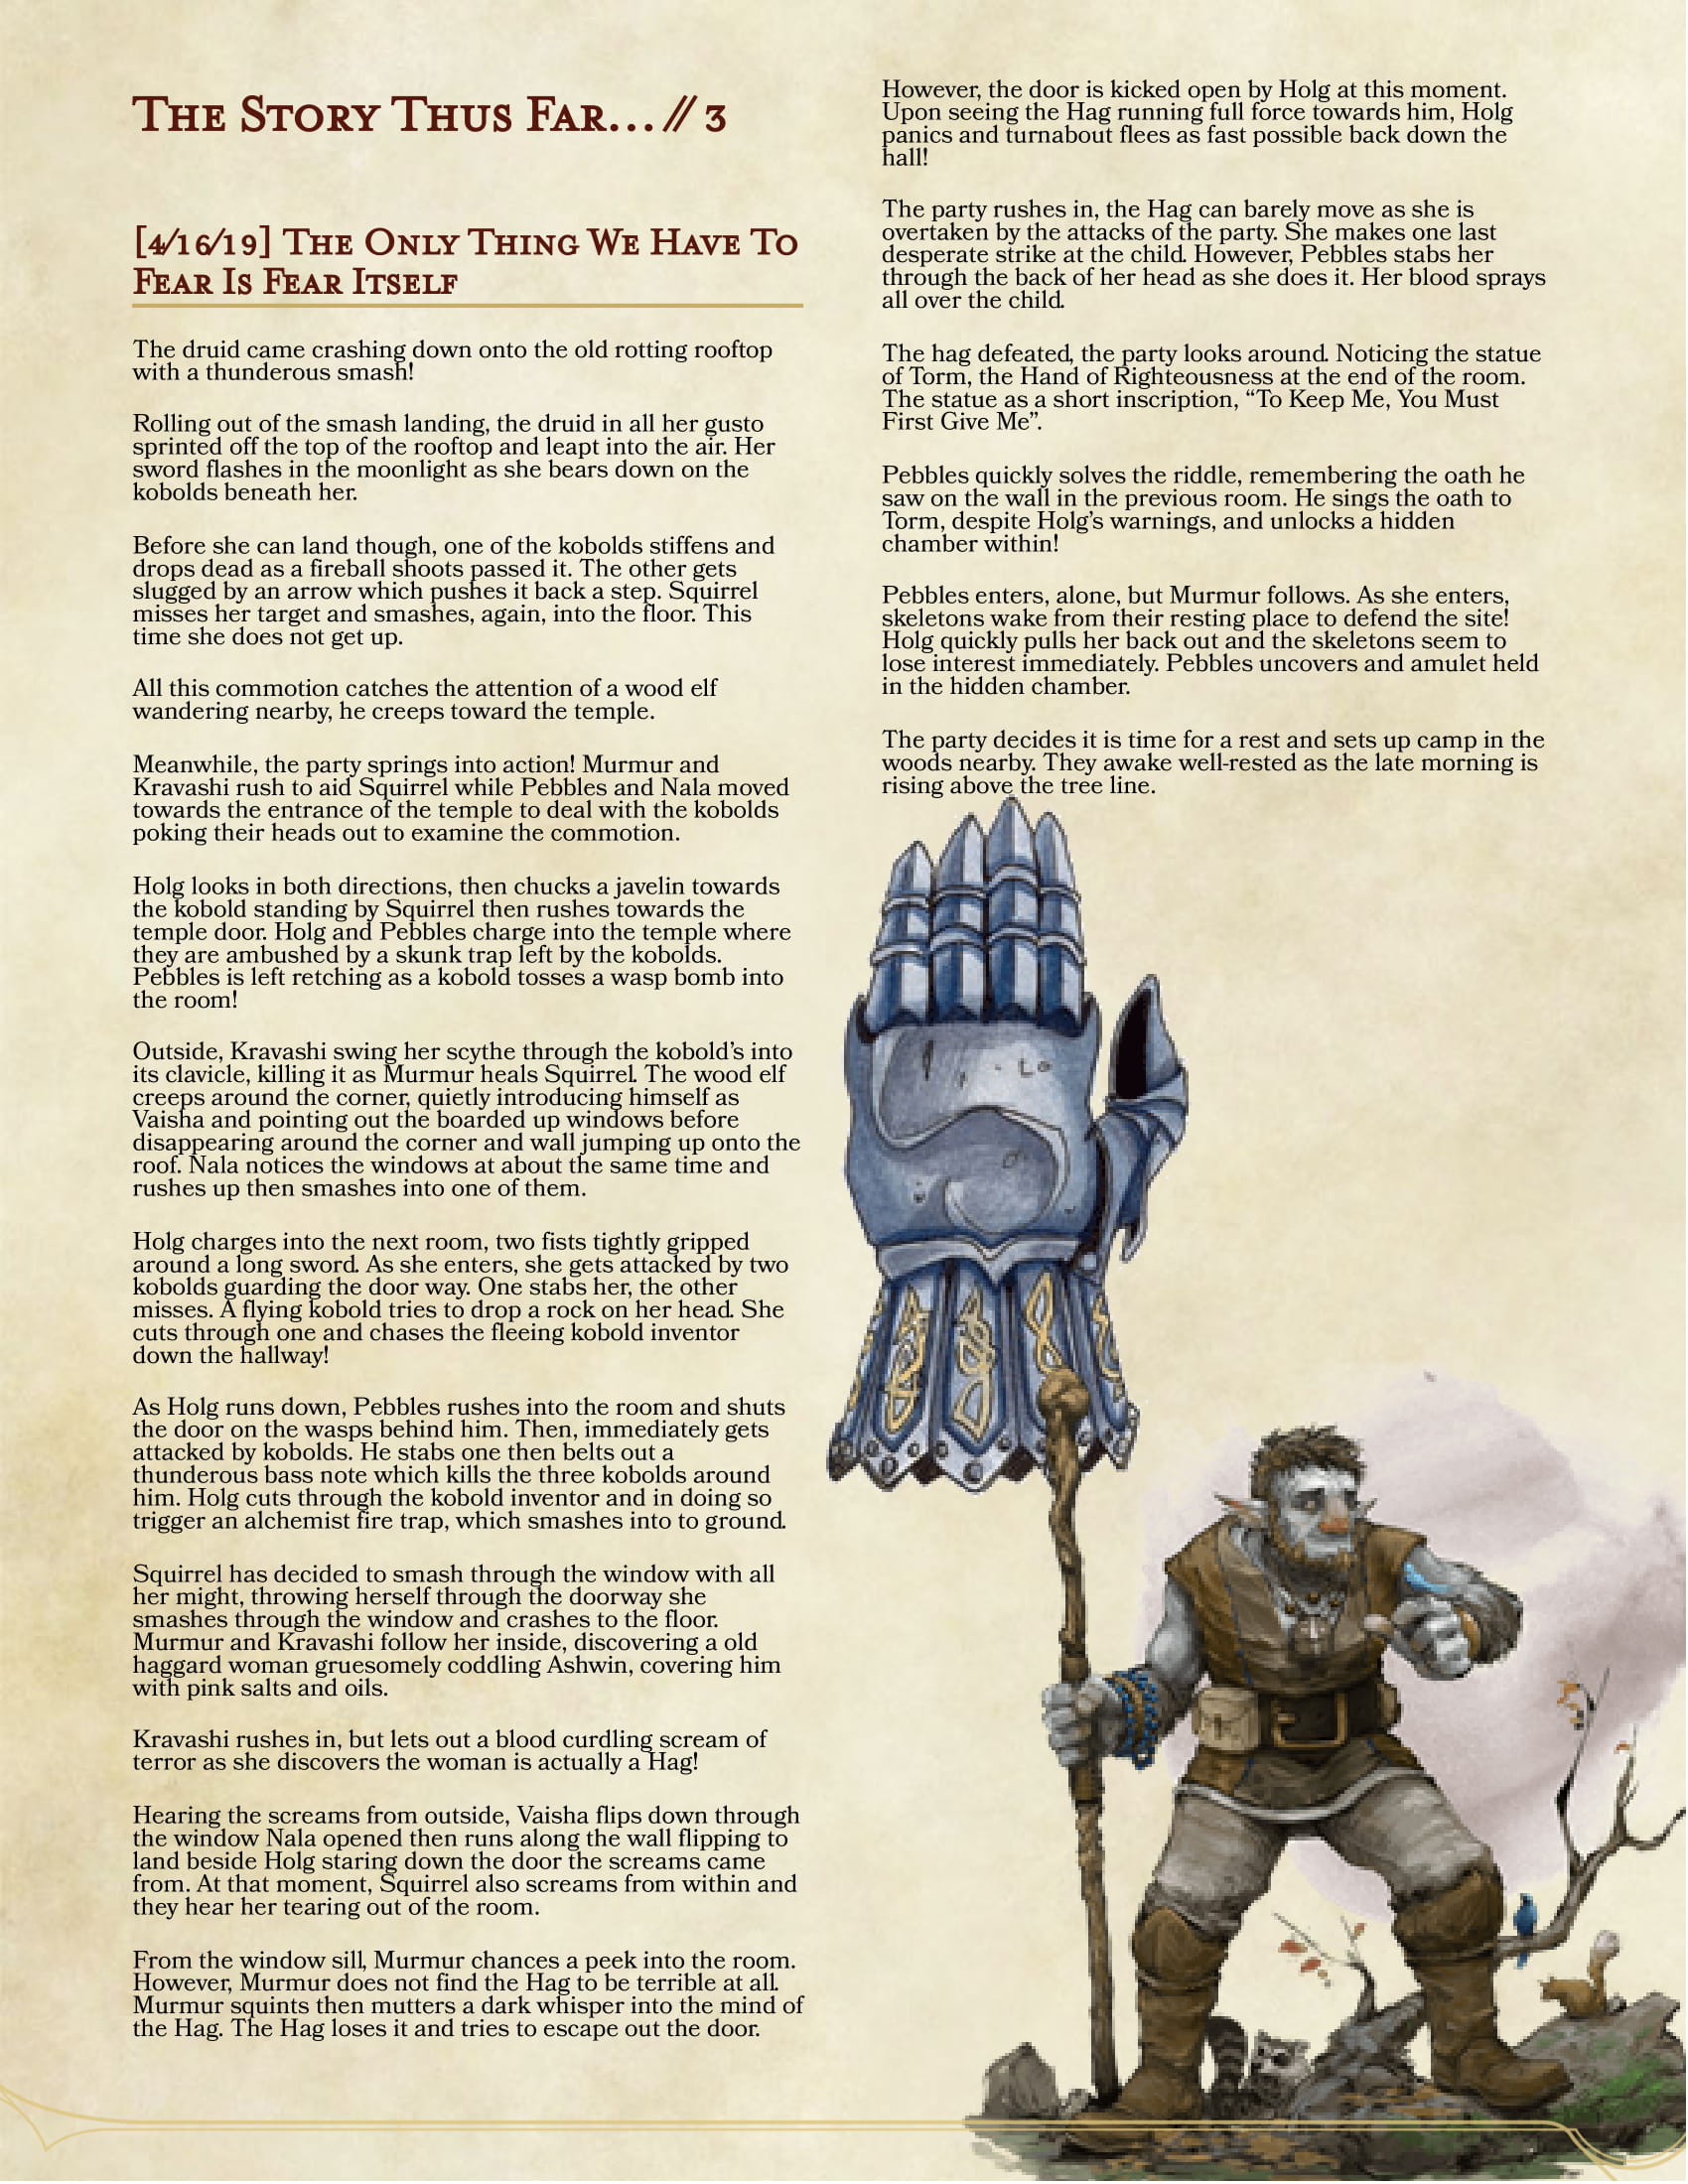 The Story Thus Far... // 3
[4/16/19] The Only Thing We Have To
Fear Is Fear Itself
The druid came crashing down onto the old rotting rooftop
with a thunderous smash!
Rolling out of the smash landing, the druid in all her gusto
sprinted off the top of the rooftop and leapt into the air. Her
sword flashes in the moonlight as she bears down on the
kobolds beneath her.
Before she can land though, one of the kobolds stiffens and
drops dead as a fireball shoots passed it. The other gets
slugged by an arrow which pushes it back a step. Squirrel
misses her target and smashes, again, into the floor. This
time she does not get up.
All this commotion catches the attention of a wood elf
wandering nearby, he creeps toward the temple.
Meanwhile, the party springs into action! Murmur and
Kravashi rush to aid Squirrel while Pebbles and Nala moved
towards the entrance of the temple to deal with the kobolds
poking their heads out to examine the commotion.
Holg looks in both directions, then chucks a javelin towards
the kobold standing by Squirrel then rushes towards the
temple door. Holg and Pebbles charge into the temple where
they are ambushed by a skunk trap left by the kobolds.
Pebbles is left retching as a kobold tosses a wasp bomb into
the room!
Outside, Kravashi swing her scythe through the kobold's into
its clavicle, killing it as Murmur heals Squirrel. The wood elf
creeps around the corner, quietly introducing himself as
Vaisha and pointing out the boarded up windows before
disappearing around the corner and wall jumping up onto the
roof. Nala notices the windows at about the same time and
rushes up then smashes into one of them.
Holg charges into the next room, two fists tightly gripped
around a long sword. As she enters, she gets attacked by two
kobolds guarding the door way. One stabs her, the other
misses. A flying kobold tries to drop a rock on her head. She
cuts through one and chases the fleeing kobold inventor
down the hallway!
As Holg runs down, Pebbles rushes into the room and shuts
the door on the wasps behind him. Then, immediately gets
attacked by kobolds. He stabs one then belts out a
thunderous bass note which kills the three kobolds around
him. Holg cuts through the kobold inventor and in doing so
trigger an alchemist fire trap, which smashes into to ground.
Squirrel has decided to smash through the window with all
her might, throwing herself through the doorway she
smashes through the window and crashes to the floor.
Murmur and Kravashi follow her inside, discovering a old
haggard woman gruesomely coddling Ashwin, covering him
with pink salts and oils.
Kravashi rushes in, but lets out a blood curdling scream of
terror as she discovers the woman is actually a Hag!
Hearing the screams from outside, Vaisha flips down through
the window Nala opened then runs along the wall flipping to
land beside Holg staring down the door the screams came
from. At that moment, Squirrel also screams from within and
they hear her tearing out of the room.
From the window sill, Murmur chances a peek into the room.
However, Murmur does not find the Hag to be terrible at all.
Murmur squints then mutters a dark whisper into the mind of
the Hag. The Hag loses it and tries to escape out the door.
However, the door is kicked open by Holg at this moment.
Upon seeing the Hag running full force towards him, Holg
panics and turnabout flees as fast possible back down the
hall!
The party rushes in, the Hag can barely move as she is
overtaken by the attacks of the party. She makes one last
desperate strike at the child. However, Pebbles stabs her
through the back of her head as she does it. Her blood sprays
all over the child.
The hag defeated, the party looks around. Noticing the statue
of Torm, the Hand of Righteousness at the end of the room.
The statue as a short inscription, “To Keep Me, You Must
First Give Me”.
Pebbles quickly solves the riddle, remembering the oath he
saw on the wall in the previous room. He sings the oath to
Torm, despite Holg's warnings, and unlocks a hidden
chamber within!
Pebbles enters, alone, but Murmur follows. As she enters,
skeletons wake from their resting place to defend the site!
Holg quickly pulls her back out and the skeletons seem to
lose interest immediately. Pebbles uncovers and amulet held
in the hidden chamber.
The party decides it is time for a rest and sets up camp in the
woods nearby. They awake well-rested as the late morning is
rising above the tree line.